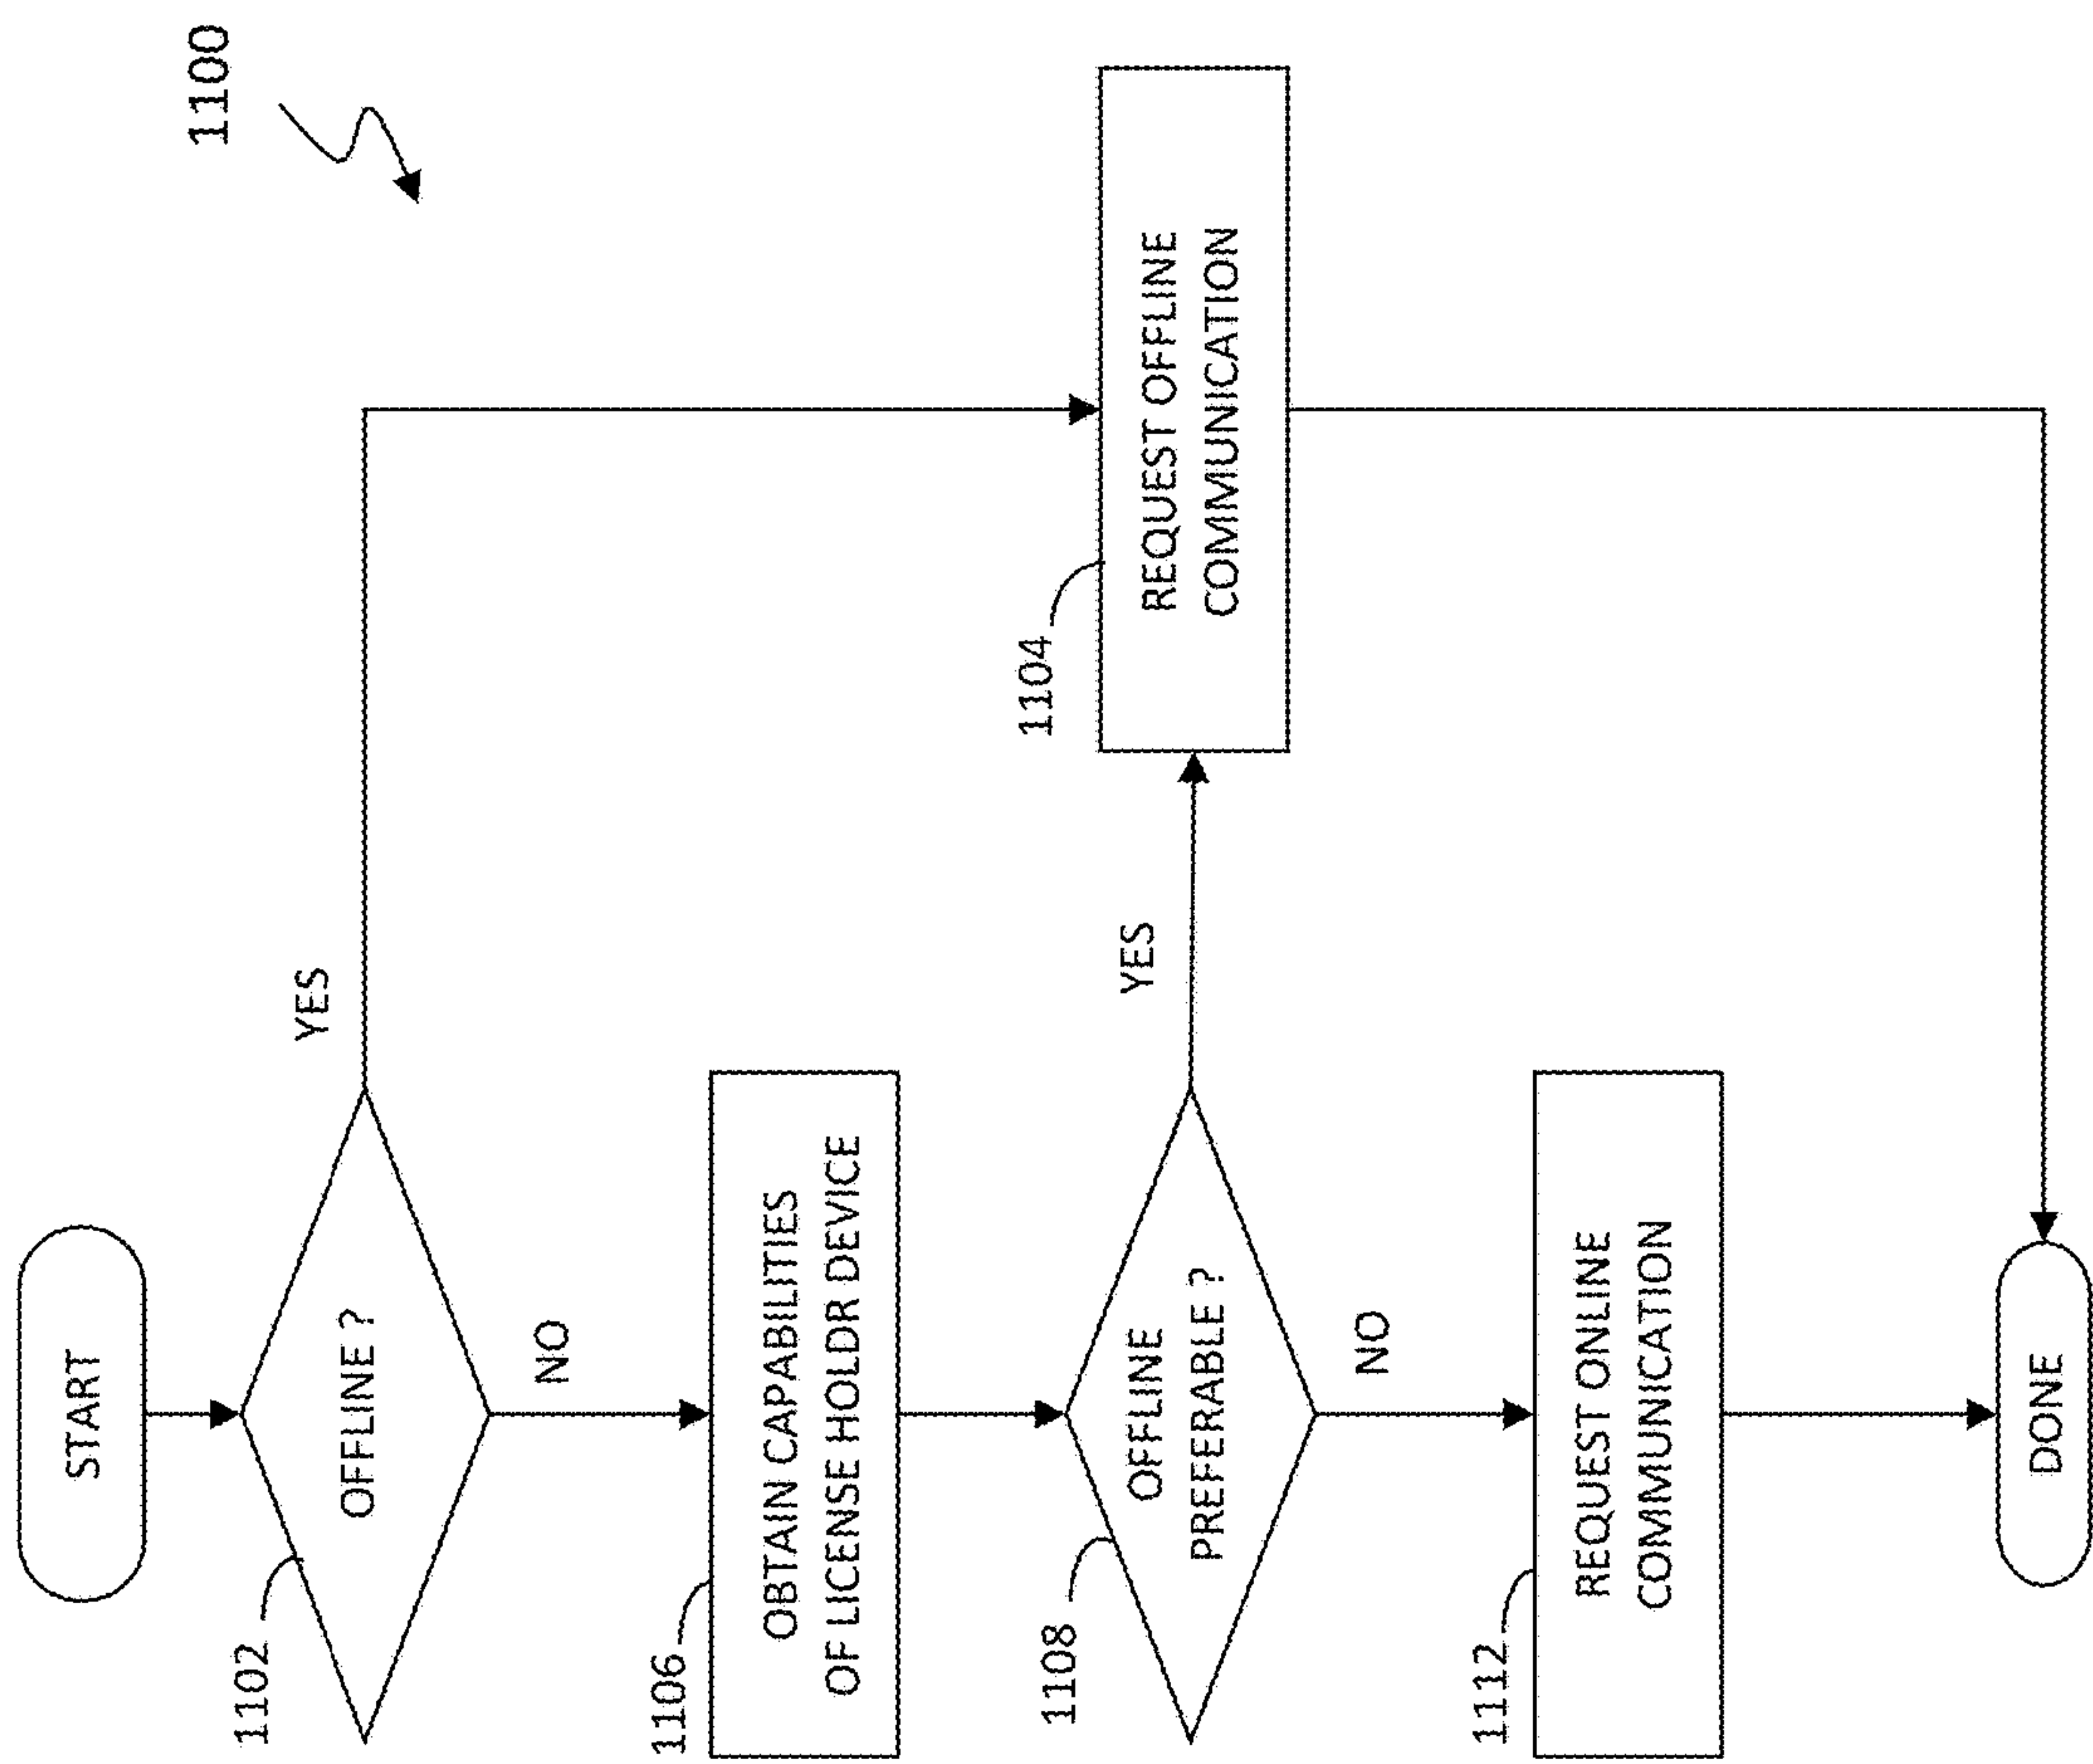 1100
START
1102
OFFLINE ?
YES
NO
1106
OBTAIN CAPABILITIES
OF LICENSE HOLDR DEVICE
1108
OFFLINE
PREFERABLE ?
YES
1104
REQUEST OFFLINE
COMMUNICATION
NO
1112
REQUEST ONLINE
COMMUNICATION
DONE